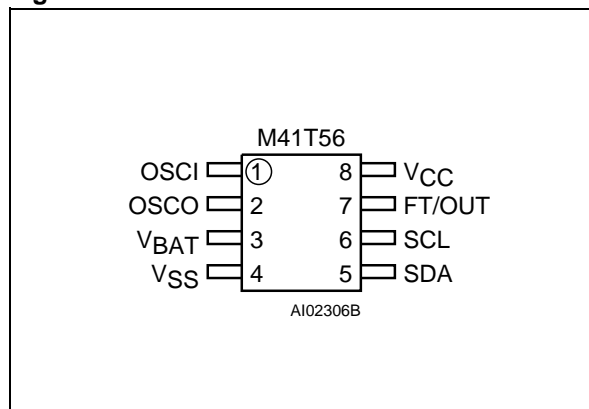 M41T56
OSCI 1 8 VCC
OSCO 2 7 FT/OUT
VBAT 3 6 SCL
VSS 4 5 SDA
AI02306B